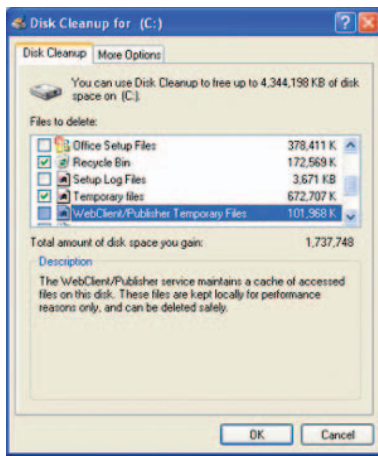 Disk Cleanup for (C:)
Disk Cleanup More Options
You can use Disk Cleanup to free up to 4,344,198 KB of disk
space on (C:).
Files to delete:
Office Setup Files 378,411 K
Recycle Bin 172,569 K
Setup Log Files 3,671 KB
Temporary files 672,707 K
WebClient/Publisher Temporary Files 101,968 K
Total amount of disk space you gain: 1,737,748
Description
The WebClient/Publisher service maintains a cache of accessed
files on this disk. These files are kept locally for performance
reasons only, and can be deleted safely.
OK Cancel